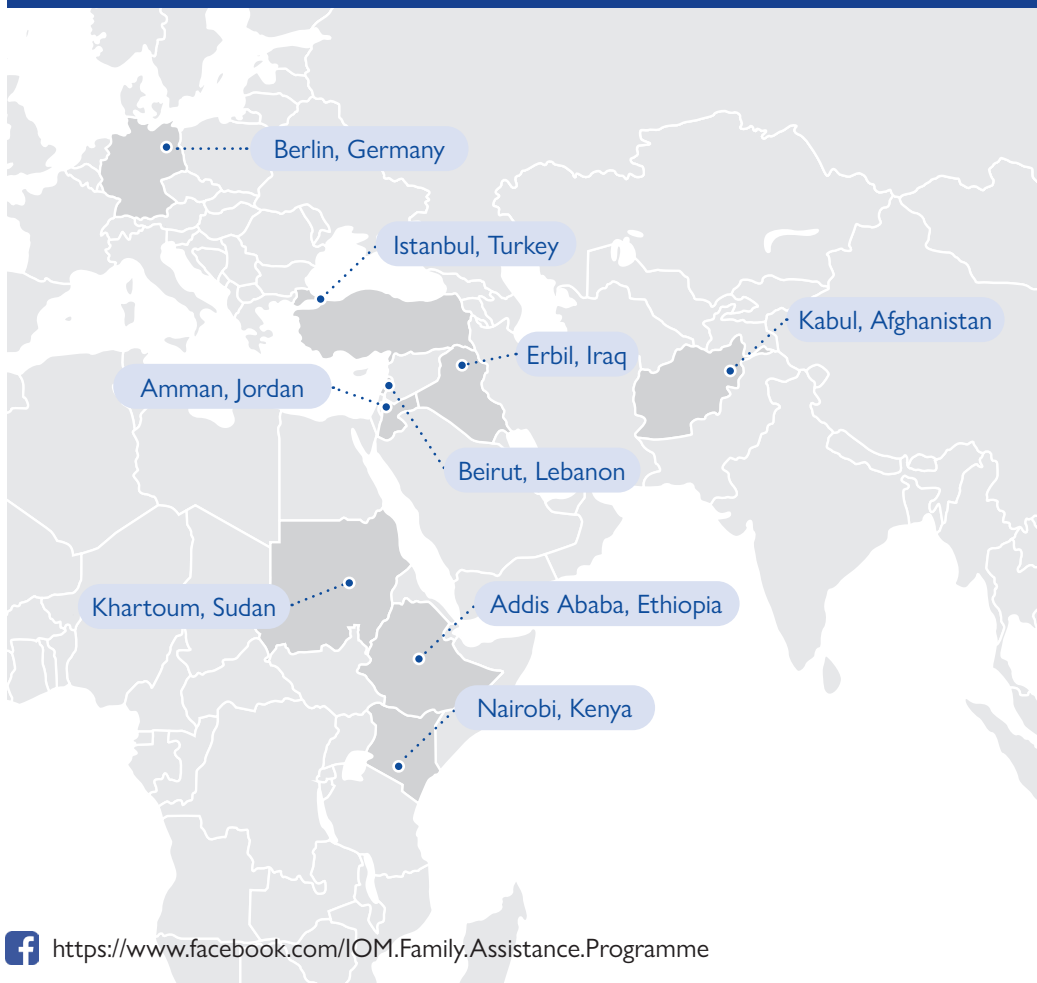 Berlin, Germany
Istanbul, Turkey
Kabul, Afghanistan
Erbil, Iraq
Amman, Jordan
Beirut, Lebanon
Khartoum, Sudan
Addis Ababa, Ethiopia
Nairobi, Kenya
https://www.facebook.com/IOM.Family.Assistance.Programme